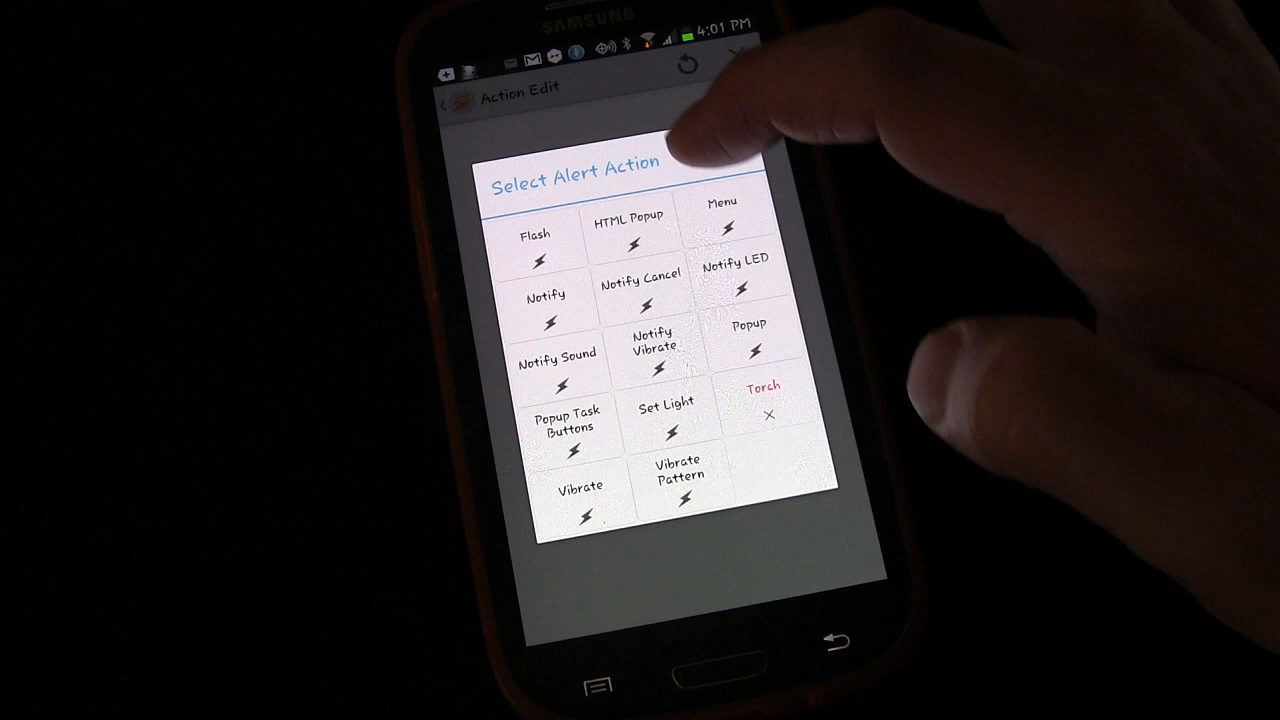 SAMSUNG
4:01 PM
Action Edit
Select Alert Action
Flash
HTML Popup
Menu
Notify
Notify Cancel
Notify LED
Notify Sound
Notify
Vibrate
Popup
Popup Task
Buttons
Set Light
Torch
Vibrate
Vibrate
Pattern